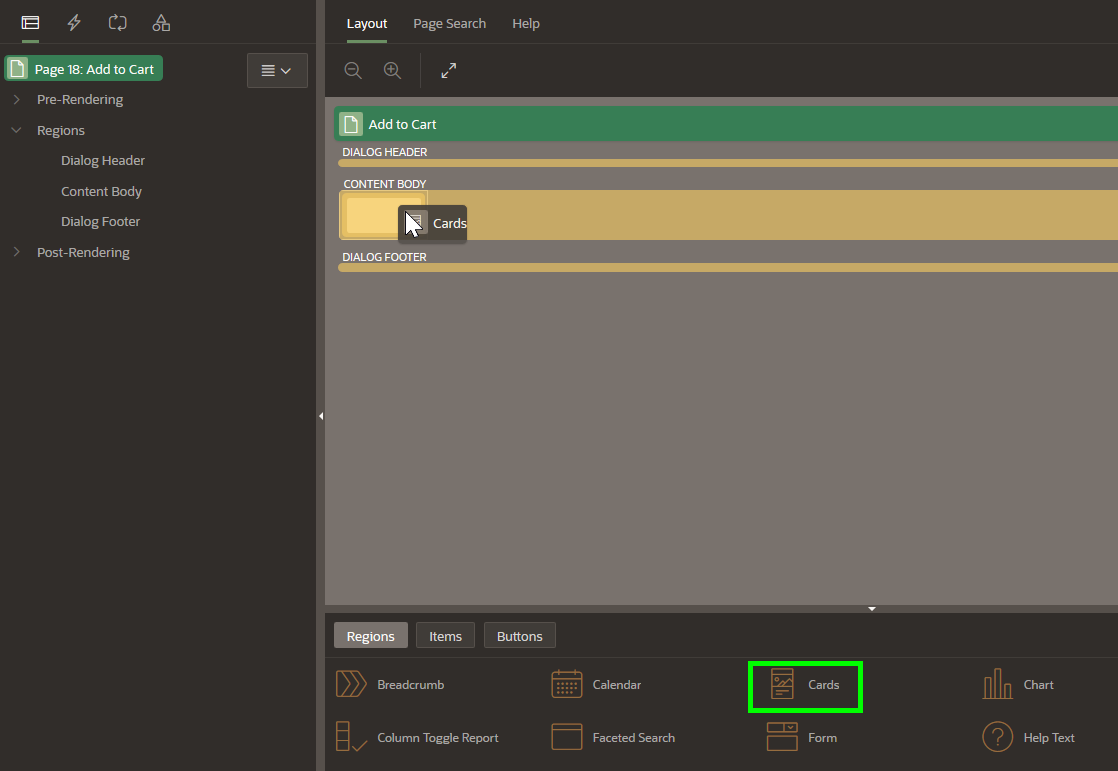 Layout Page Search Help
Page 18: Add to Cart
Pre-Rendering
Regions
Dialog Header
Content Body
Dialog Footer
Post-Rendering
Add to Cart
DIALOG HEADER
CONTENT BODY
Cards
DIALOG FOOTER
Regions Items Buttons
Breadcrumb Calendar Cards Chart
Column Toggle Report Faceted Search Form Help Text